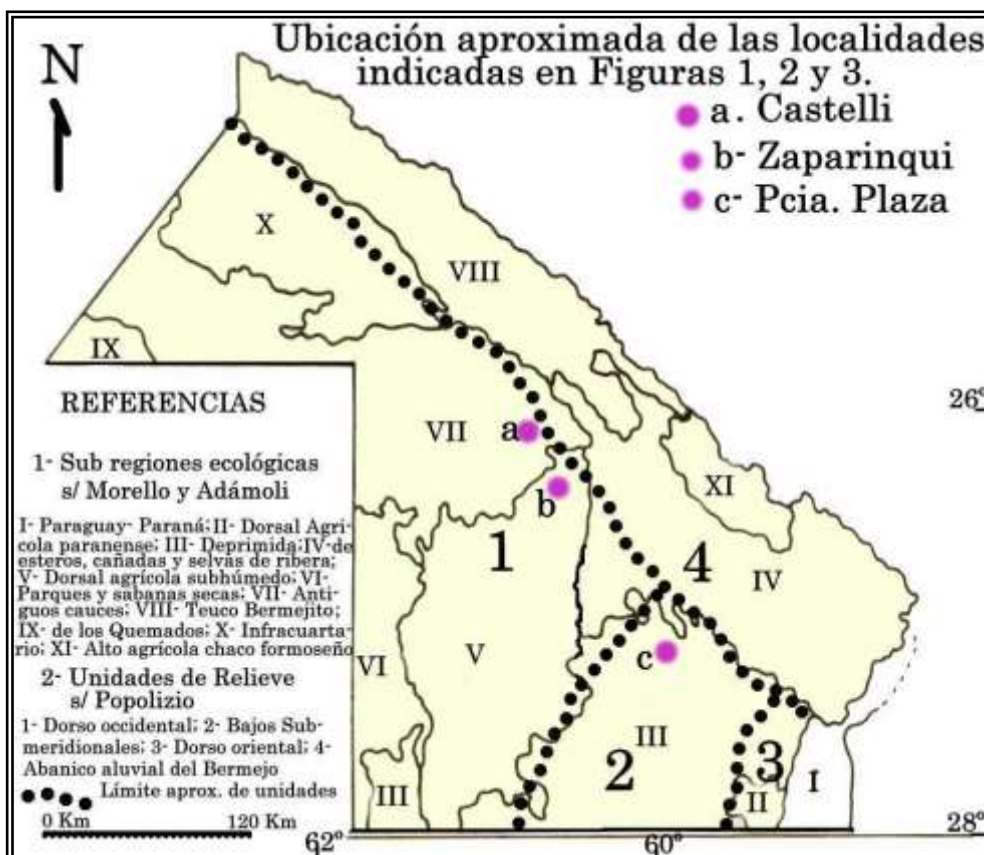 Ubicación aproximada de las localidades
indicadas en Figuras 1, 2 y 3.
N
a. Castelli
b- Zaparinqui
c- Pcia. Plaza
X
VIII
IX
26º
REFERENCIAS
VII
a
1- Sub regiones ecológicas
s/ Morello y Adámoli
XI
b
I- Paraguay- Paraná; II- Dorsal Agrí-
cola paranense; III- Deprimida; IV-de
esteros, cañadas y selvas de ribera;
V- Dorsal agrícola subhúmedo; VI-
Parques y sabanas secas; VII- Anti-
guos cauces; VIII- Teuco Bermejito;
IX- de los Quemados; X- Infracuarta-
rio; XI- Alto agrícola chaco formoseño
1
4
IV
V
VI
c
2- Unidades de Relieve
s/ Popolizio
1- Dorso occidental; 2- Bajos Sub-
meridionales; 3- Dorso oriental; 4-
Abanico aluvial del Bermejo
Límite aprox. de unidades
III
2
III
3
II
I
0 Km 120 Km
62º
60º
28º